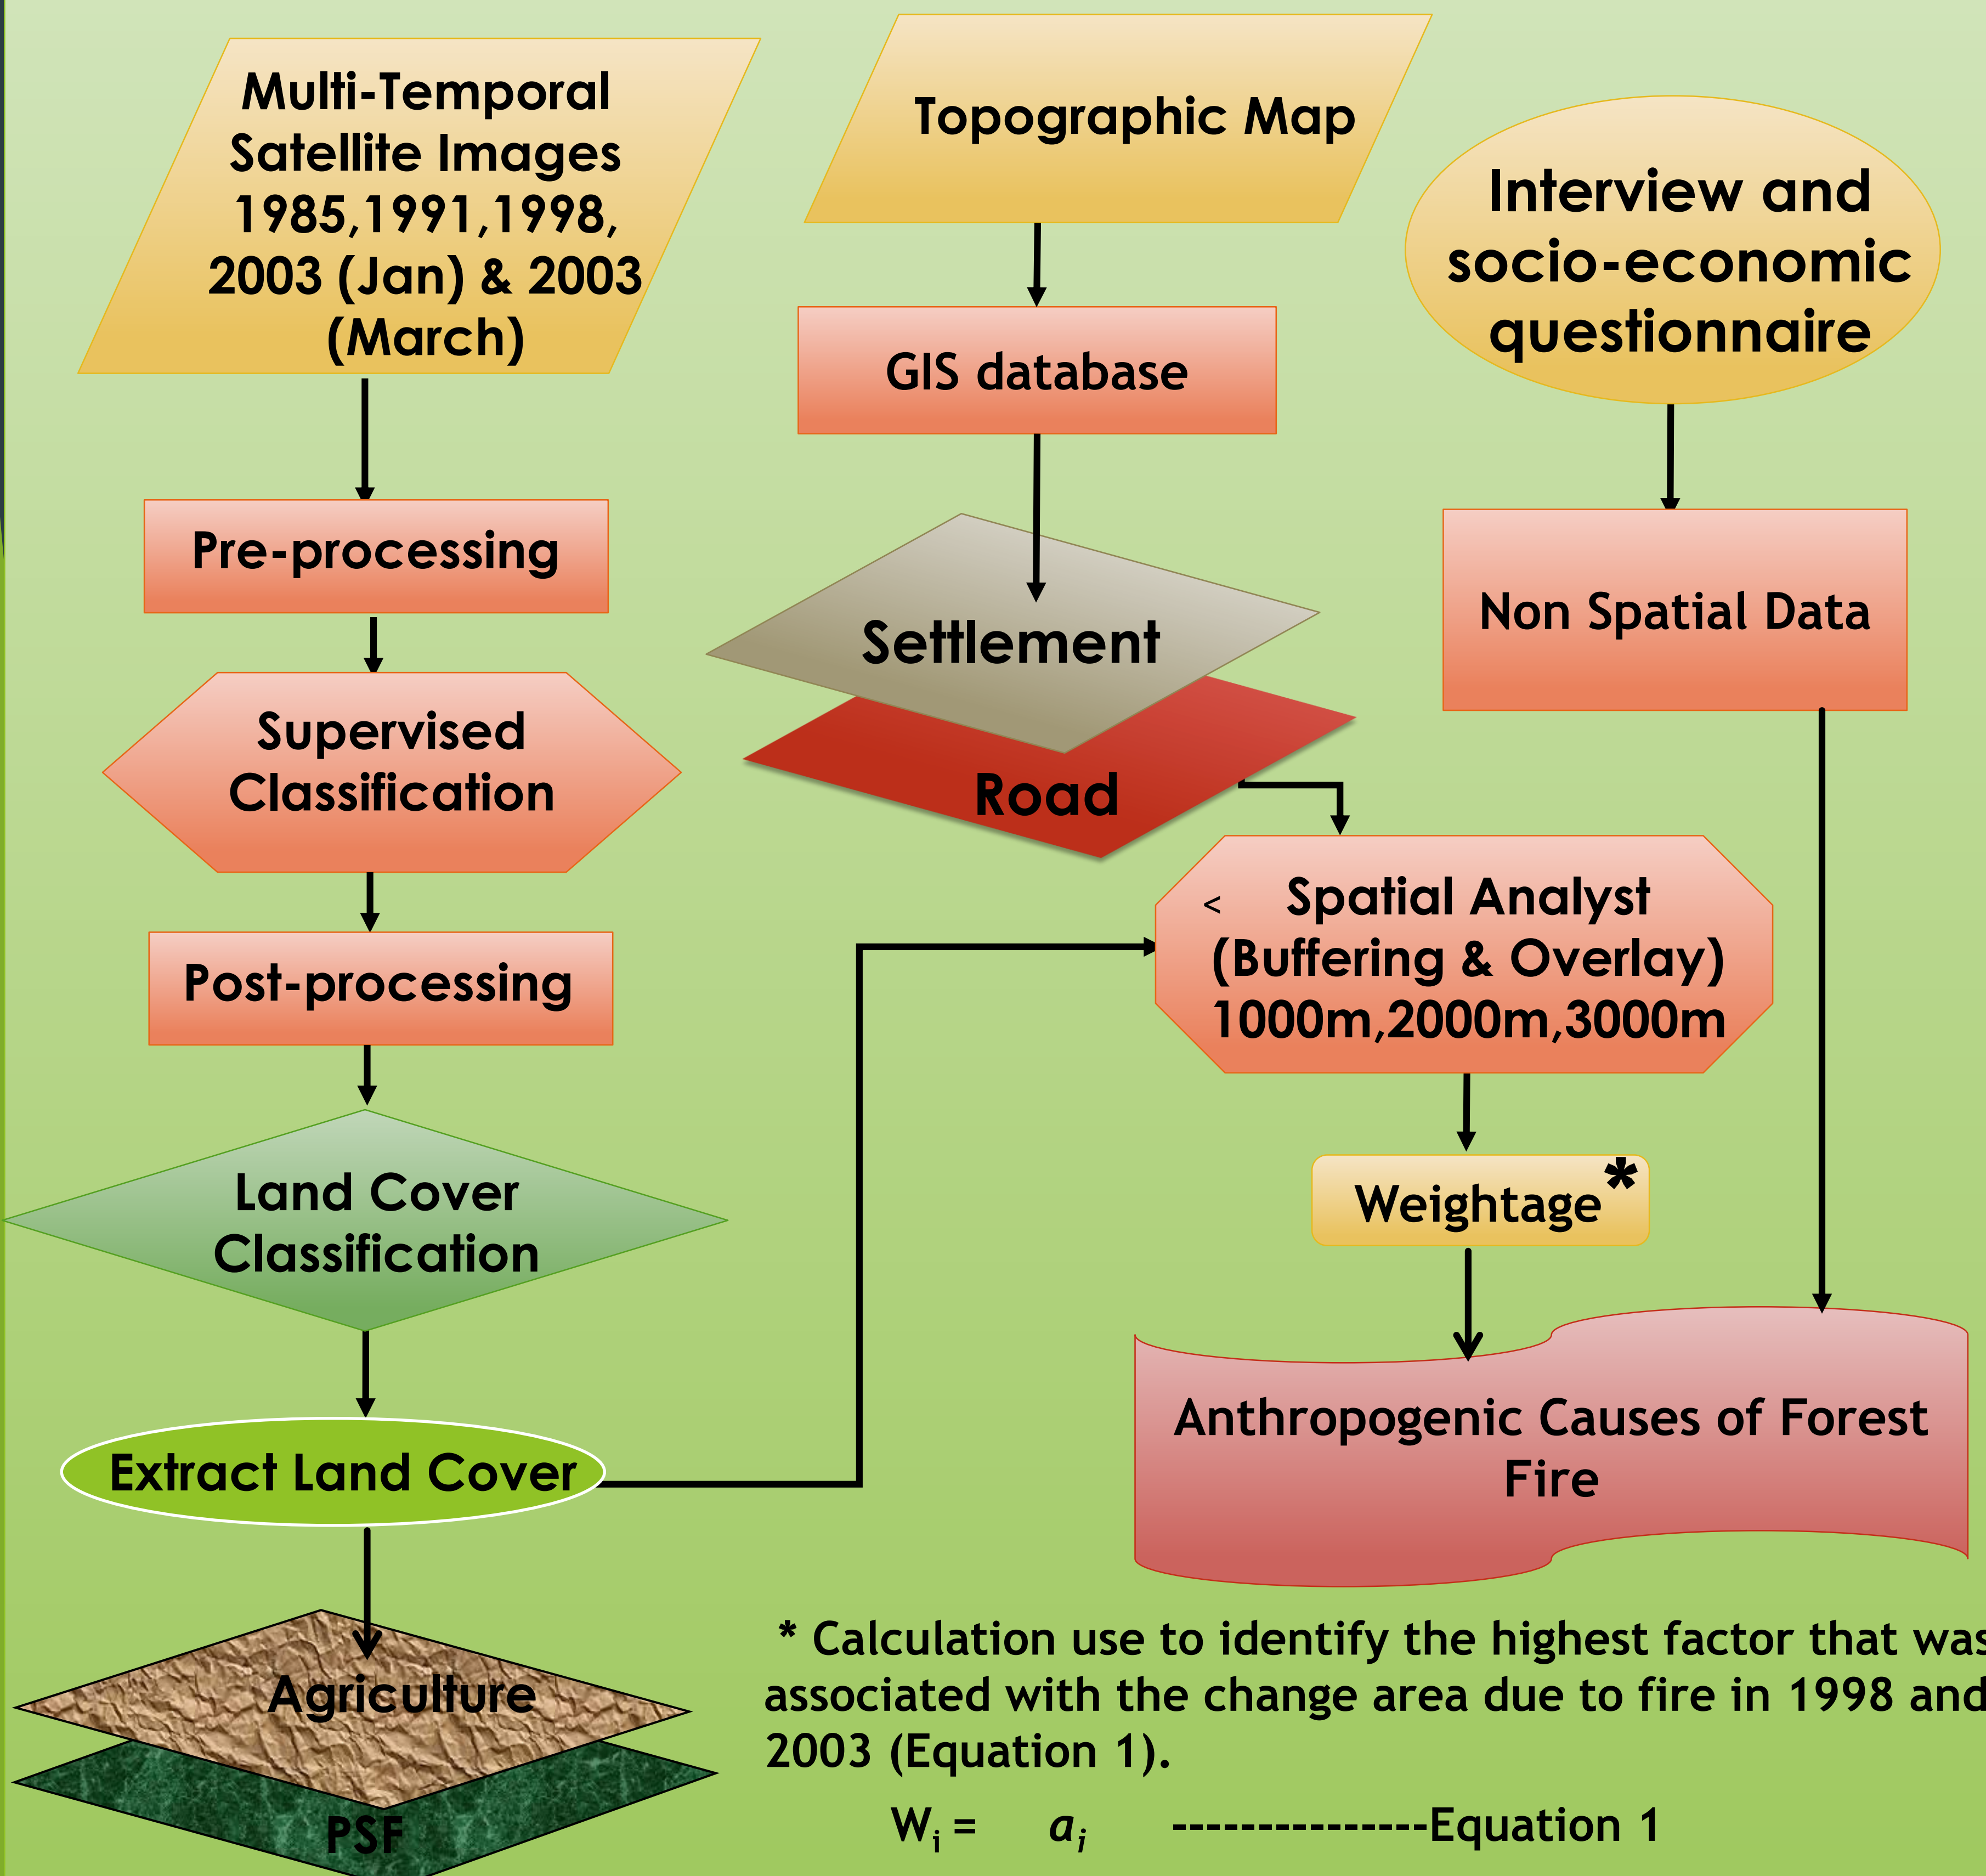 Multi-Temporal
Satellite Images
1985,1991,1998,
2003 (Jan) & 2003
(March)
Topographic Map
Interview and
socio-economic
questionnaire
GIS database
Pre-processing
Non Spatial Data
Settlement
Supervised
Classification
Road
< Spatial Analyst
(Buffering & Overlay)
1000m,2000m,3000m
Post-processing
Weightage*
Land Cover
Classification
Anthropogenic Causes of Forest
Fire
Extract Land Cover
Agriculture
PSF
* Calculation use to identify the highest factor that was
associated with the change area due to fire in 1998 and
2003 (Equation 1).
Wi = ai ---------------Equation 1